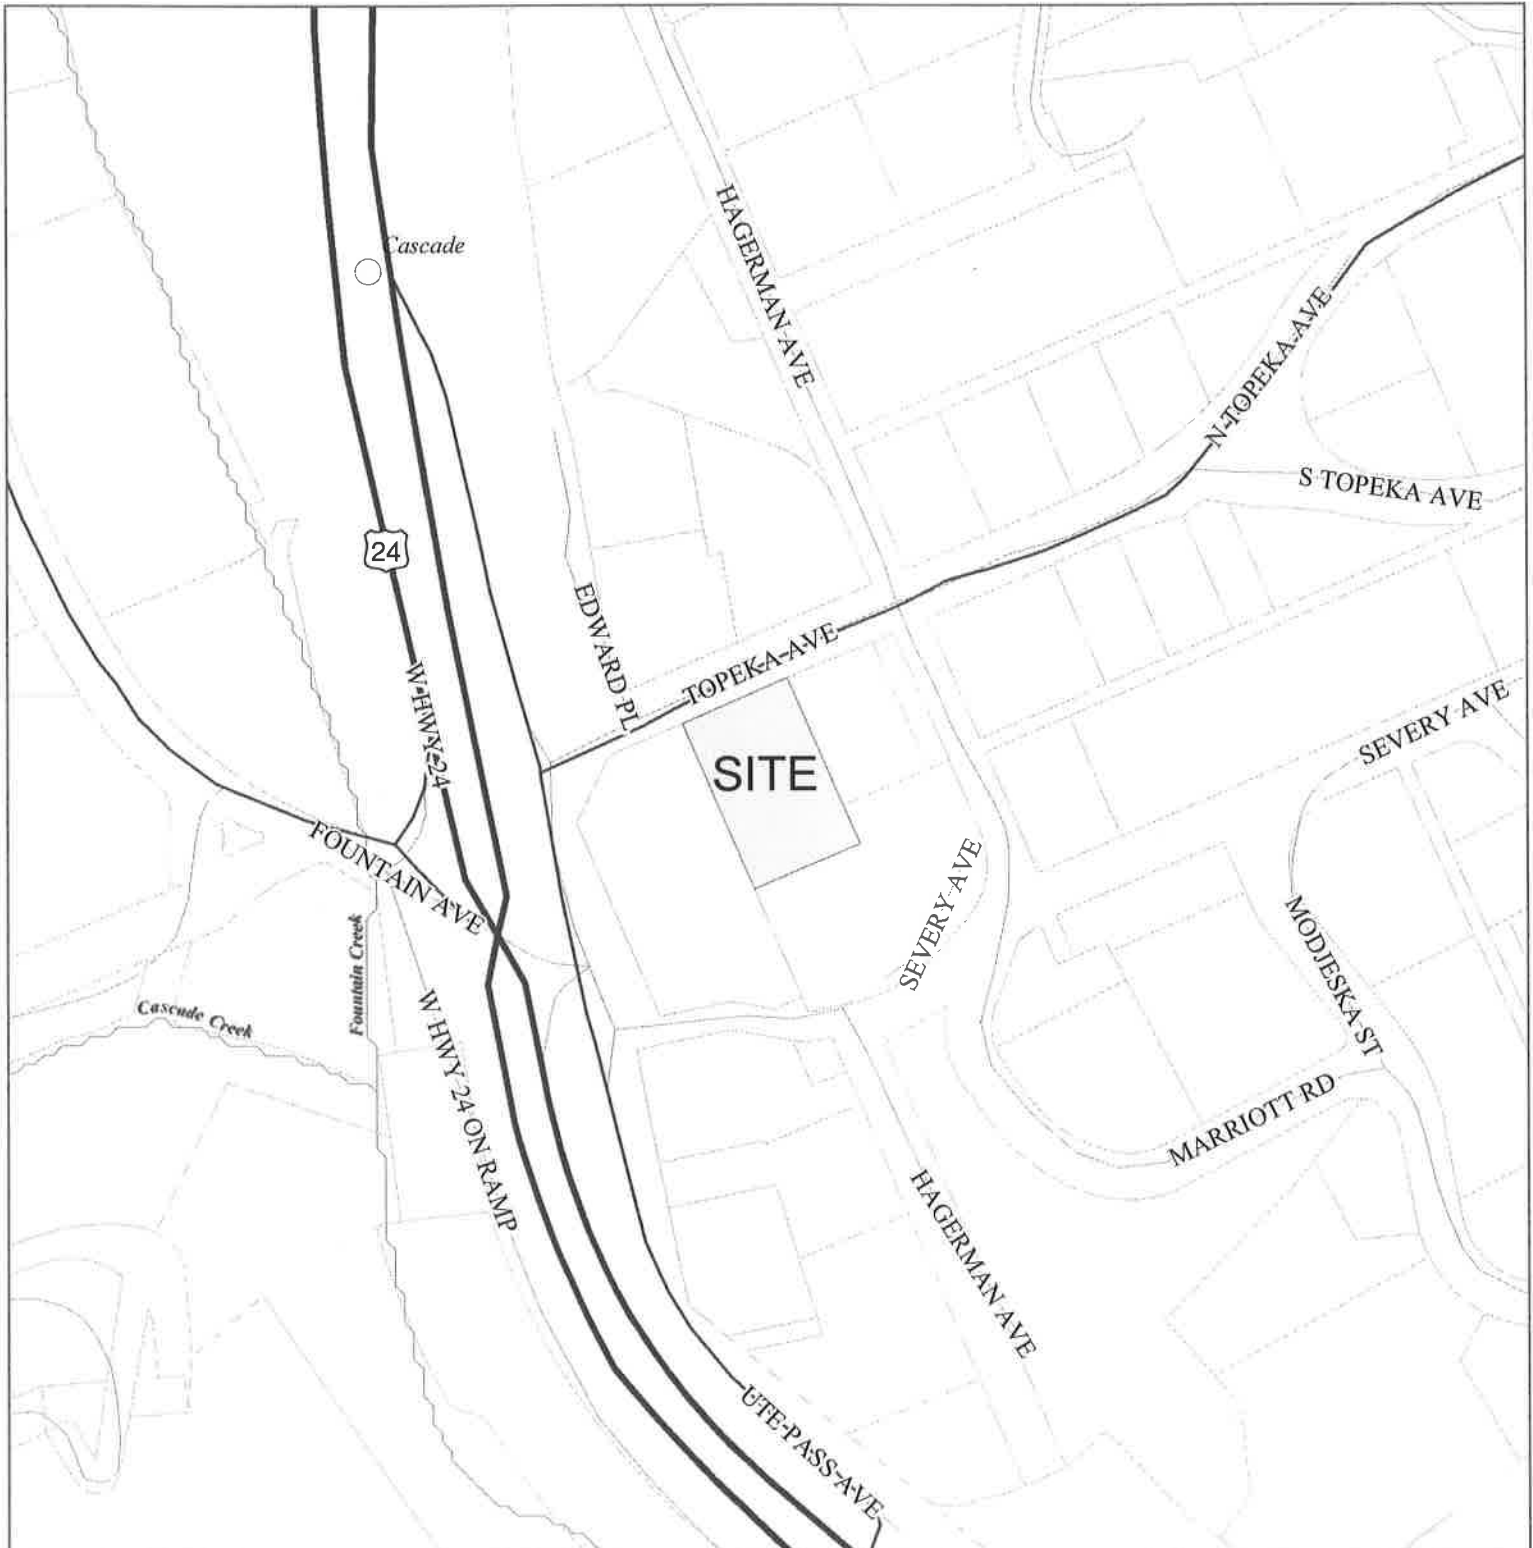 Cascade
HAGERMAN AVE
N TOPEKA AVE
S TOPEKA AVE
24
EDWARD PL
TOPEKA AVE
W HWY 24
SEVERY AVE
SITE
FOUNTAIN AVE
SEVERY AVE
MODJESKA ST
Fountain Creek
Cascade Creek
W HWY 24 ON RAMP
MARRIOTT RD
HAGERMAN AVE
UTE PASS AVE